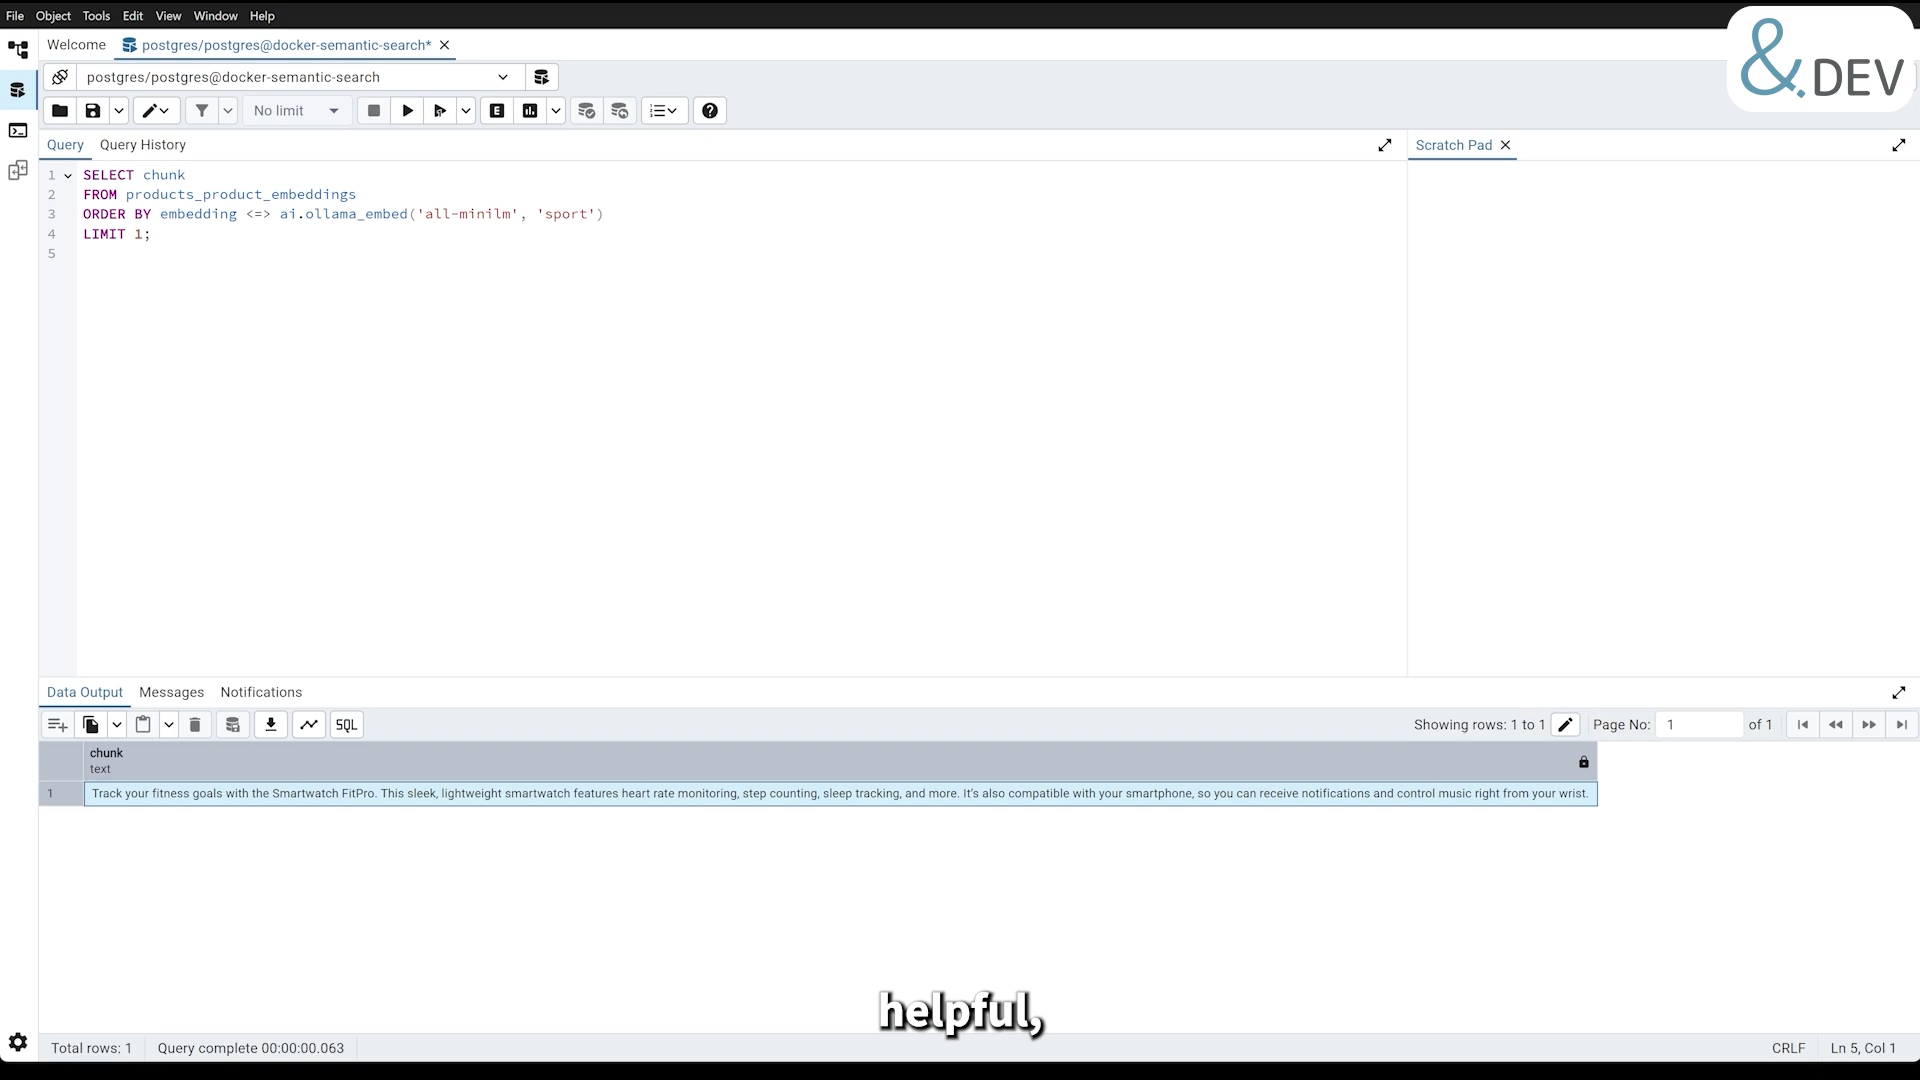 File Object Tools Edit View Window Help
&.DEV
Welcome postgres/postgres@docker-semantic-search*
postgres/postgres@docker-semantic-search
No limit
E
SQL
Query Query History
Scratch Pad
1 SELECT chunk
2 FROM products_product_embeddings
3 ORDER BY embedding <=> ai.ollama_embed('all-minilm', 'sport')
4 LIMIT 1;
5
Data Output Messages Notifications
Showing rows: 1 to 1 Page No: 1 of 1
chunk
text
1 Track your fitness goals with the Smartwatch FitPro. This sleek, lightweight smartwatch features heart rate monitoring, step counting, sleep tracking, and more. It's also compatible with your smartphone, so you can receive notifications and control music right from your wrist.
helpful,
Total rows: 1 Query complete 00:00:00.063 CRLF Ln 5, Col 1